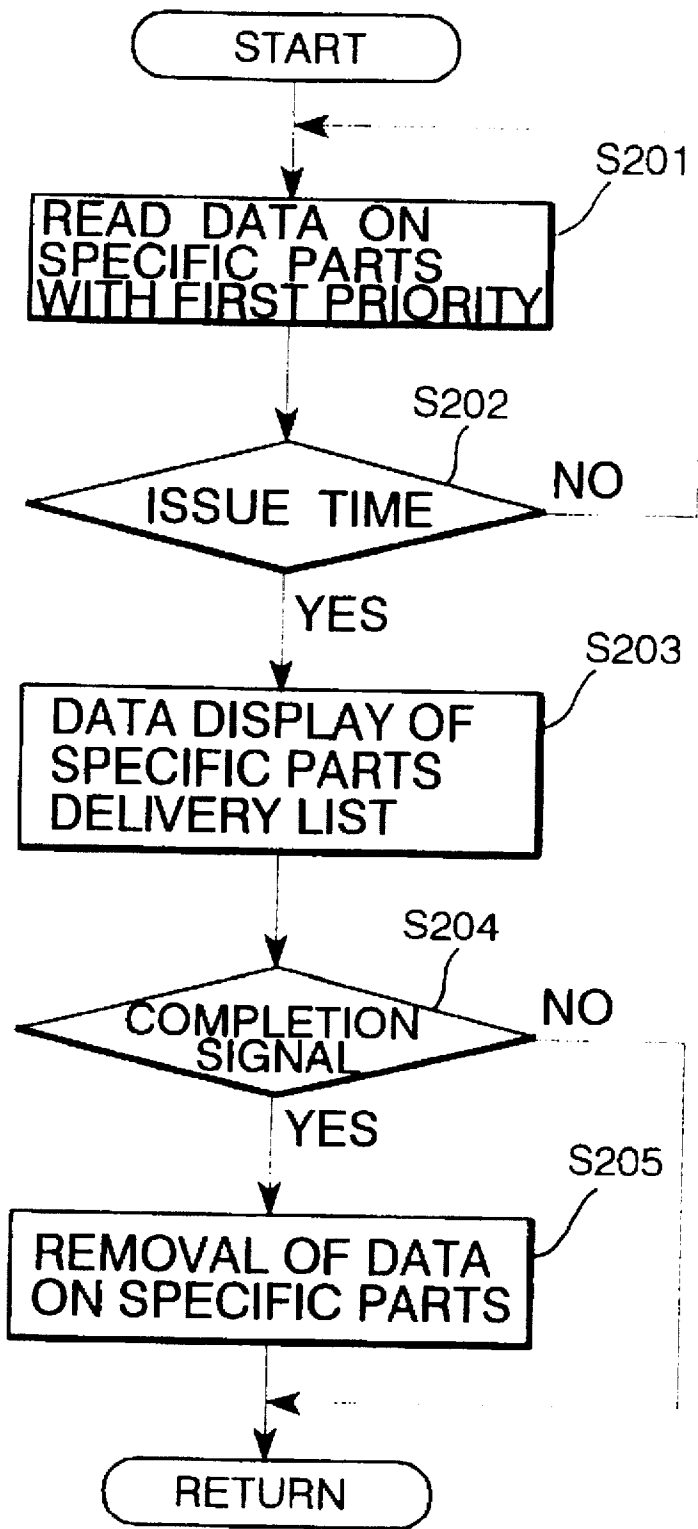 START
S201
READ DATA ON
SPECIFIC PARTS
WITH FIRST PRIORITY
S202
ISSUE TIME
NO
YES
S203
DATA DISPLAY OF
SPECIFIC PARTS
DELIVERY LIST
S204
COMPLETION
SIGNAL
NO
YES
S205
REMOVAL OF DATA
ON SPECIFIC PARTS
RETURN